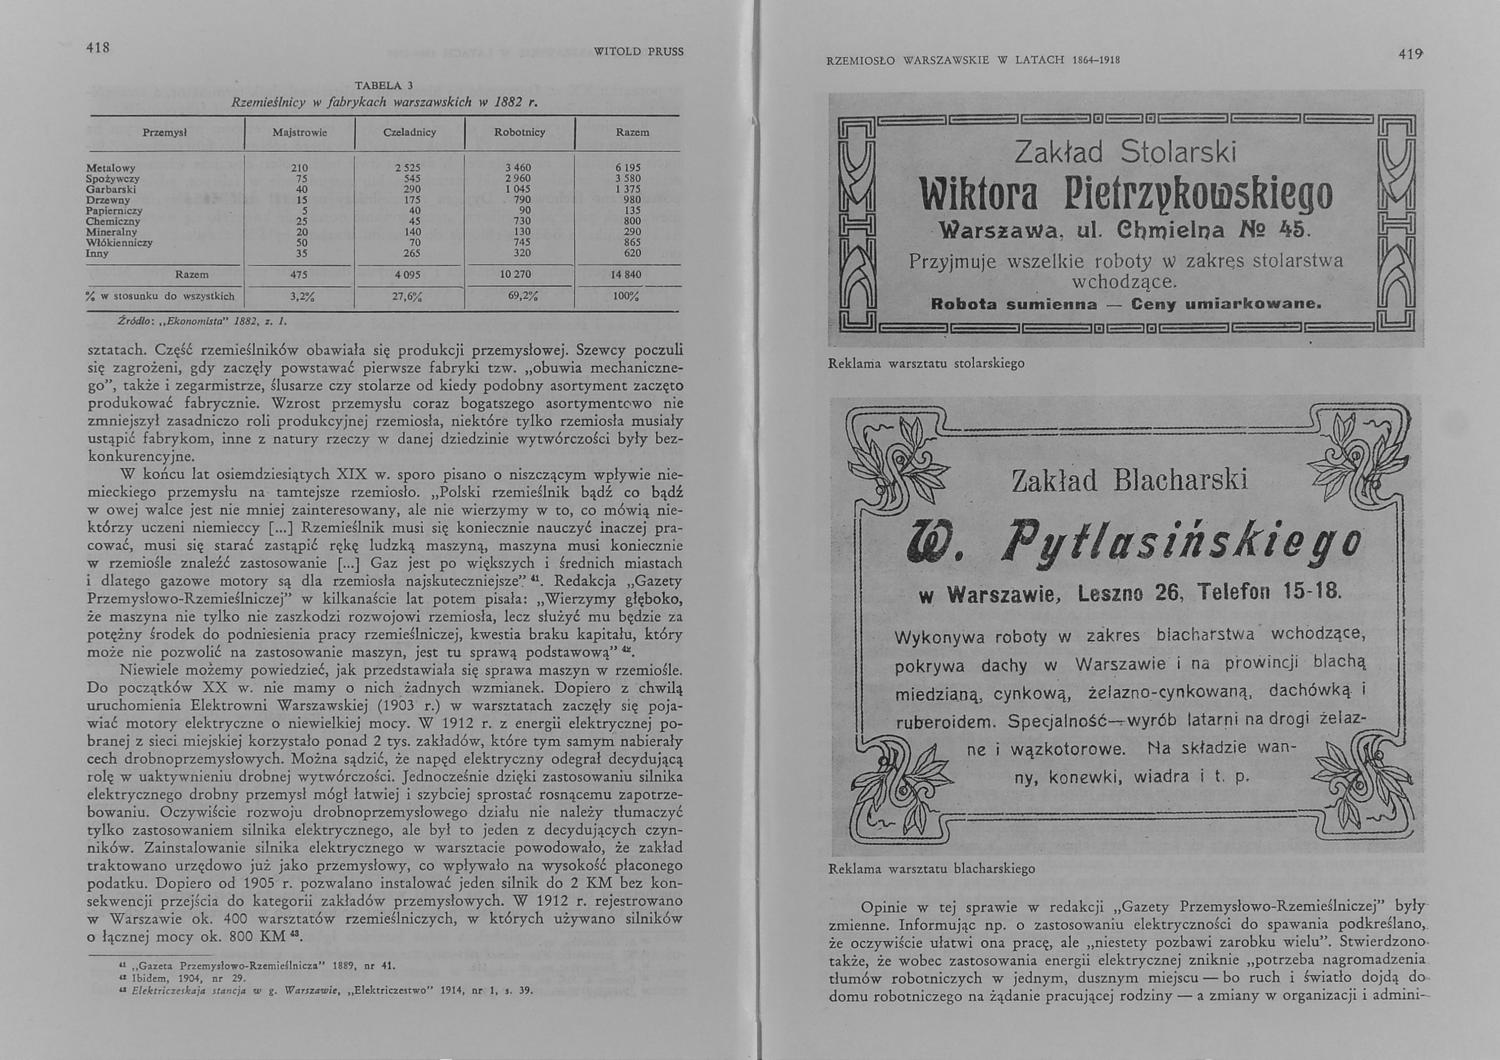 418
WITOLD PRUSS
TABELA 3
Rzemieślnicy w fabrykach warszawskich w 1882 r.
Przemysł Majstrowie Czeladnicy Robotnicy Razem
Metalowy 210 2 525 3 460 6 195
Spożywczy 75 545 2 960 3 580
Garbarski 40 290 1 045 1 375
Drzewny 15 175 790 980
Papierniczy 5 40 90 135
Chemiczny 25 45 730 800
Mineralny 20 140 130 290
Włókienniczy 50 70 745 865
Inny 35 265 320 620
Razem 475 4 095 10 270 14 840
% w stosunku do wszystkich 3,2% 27,6% 69,2% 100%
Źródło: „Ekonomista” 1882, z. 1.
sztatach. Część rzemieślników obawiała się produkcji przemysłowej. Szewcy poczuli
się zagrożeni, gdy zaczęły powstawać pierwsze fabryki tzw. „obuwia mechaniczne-
go”, także i zegarmistrze, ślusarze czy stolarze od kiedy podobny asortyment zaczęto
produkować fabrycznie. Wzrost przemysłu coraz bogatszego asortymentowo nie
zmniejszył zasadniczo roli produkcyjnej rzemiosła, niektóre tylko rzemiosła musiały
ustąpić fabrykom, inne z natury rzeczy w danej dziedzinie wytwórczości były bez-
konkurencyjne.
W końcu lat osiemdziesiątych XIX w. sporo pisano o niszczącym wpływie nie-
mieckiego przemysłu na tamtejsze rzemiosło. „Polski rzemieślnik bądź co bądź
w owej walce jest nie mniej zainteresowany, ale nie wierzymy w to, co mówią nie-
którzy uczeni niemieccy [...] Rzemieślnik musi się koniecznie nauczyć inaczej pra-
cować, musi się starać zastąpić rękę ludzką maszyną, maszyna musi koniecznie
w rzemiośle znaleźć zastosowanie [...] Gaz jest po większych i średnich miastach
i dlatego gazowe motory są dla rzemiosła najskuteczniejsze” 41. Redakcja „Gazety
Przemysłowo-Rzemieślniczej” w kilkanaście lat potem pisała: „Wierzymy głęboko,
że maszyna nie tylko nie zaszkodzi rozwojowi rzemiosła, lecz służyć mu będzie za
potężny środek do podniesienia pracy rzemieślniczej, kwestia braku kapitału, który
może nie pozwolić na zastosowanie maszyn, jest tu sprawą podstawową” 42.
Niewiele możemy powiedzieć, jak przedstawiała się sprawa maszyn w rzemiośle.
Do początków XX w. nie mamy o nich żadnych wzmianek. Dopiero z chwilą
uruchomienia Elektrowni Warszawskiej (1903 r.) w warsztatach zaczęły się poja-
wiać motory elektryczne o niewielkiej mocy. W 1912 r. z energii elektrycznej po-
branej z sieci miejskiej korzystało ponad 2 tys. zakładów, które tym samym nabierały
cech drobnoprzemysłowych. Można sądzić, że napęd elektryczny odegrał decydującą
rolę w uaktywnieniu drobnej wytwórczości. Jednocześnie dzięki zastosowaniu silnika
elektrycznego drobny przemysł mógł łatwiej i szybciej sprostać rosnącemu zapotrze-
bowaniu. Oczywiście rozwoju drobnoprzemysłowego działu nie należy tłumaczyć
tylko zastosowaniem silnika elektrycznego, ale był to jeden z decydujących czyn-
ników. Zainstalowanie silnika elektrycznego w warsztacie powodowało, że zakład
traktowano urzędowo już jako przemysłowy, co wpływało na wysokość płaconego
podatku. Dopiero od 1905 r. pozwalano instalować jeden silnik do 2 KM bez kon-
sekwencji przejścia do kategorii zakładów przemysłowych. W 1912 r. rejestrowano
w Warszawie ok. 400 warsztatów rzemieślniczych, w których używano silników
o łącznej mocy ok. 800 KM 43.
41 „Gazeta Przemysłowo-Rzemieślnicza” 1889, nr 41.
42 Ibidem, 1904, nr 29.
43 Elektriczeskaja stancja w g. Warszawie, „Elektriczestwo” 1914, nr 1, s. 39.
RZEMIOSŁO WARSZAWSKIE W LATACH 1864–1918
419
Zakład Stolarski
Wiktora Pietrzykowskiego
Warszawa, ul. Chmielna № 45.
Przyjmuje wszelkie roboty w zakres stolarstwa
wchodzące.
Robota sumienna — Ceny umiarkowane.
Reklama warsztatu stolarskiego
Zakład Blacharski
W. Pytlasińskiego
w Warszawie, Leszno 26, Telefon 15-18.
Wykonywa roboty w zakres blacharstwa wchodzące,
pokrywa dachy w Warszawie i na prowincji blachą
miedzianą, cynkową, żelazno-cynkowaną, dachówką i
ruberoidem. Specjalność—wyrób latarni na drogi żelaz-
ne i wązkotorowe. Na składzie wan-
ny, konewki, wiadra i t. p.
Reklama warsztatu blacharskiego
Opinie w tej sprawie w redakcji „Gazety Przemysłowo-Rzemieślniczej” były
zmienne. Informując np. o zastosowaniu elektryczności do spawania podkreślano,
że oczywiście ułatwi ona pracę, ale „niestety pozbawi zarobku wielu”. Stwierdzono
także, że wobec zastosowania energii elektrycznej zniknie „potrzeba nagromadzenia
tłumów robotniczych w jednym, dusznym miejscu — bo ruch i światło dojdą do
domu robotniczego na żądanie pracującej rodziny — a zmiany w organizacji i admini-